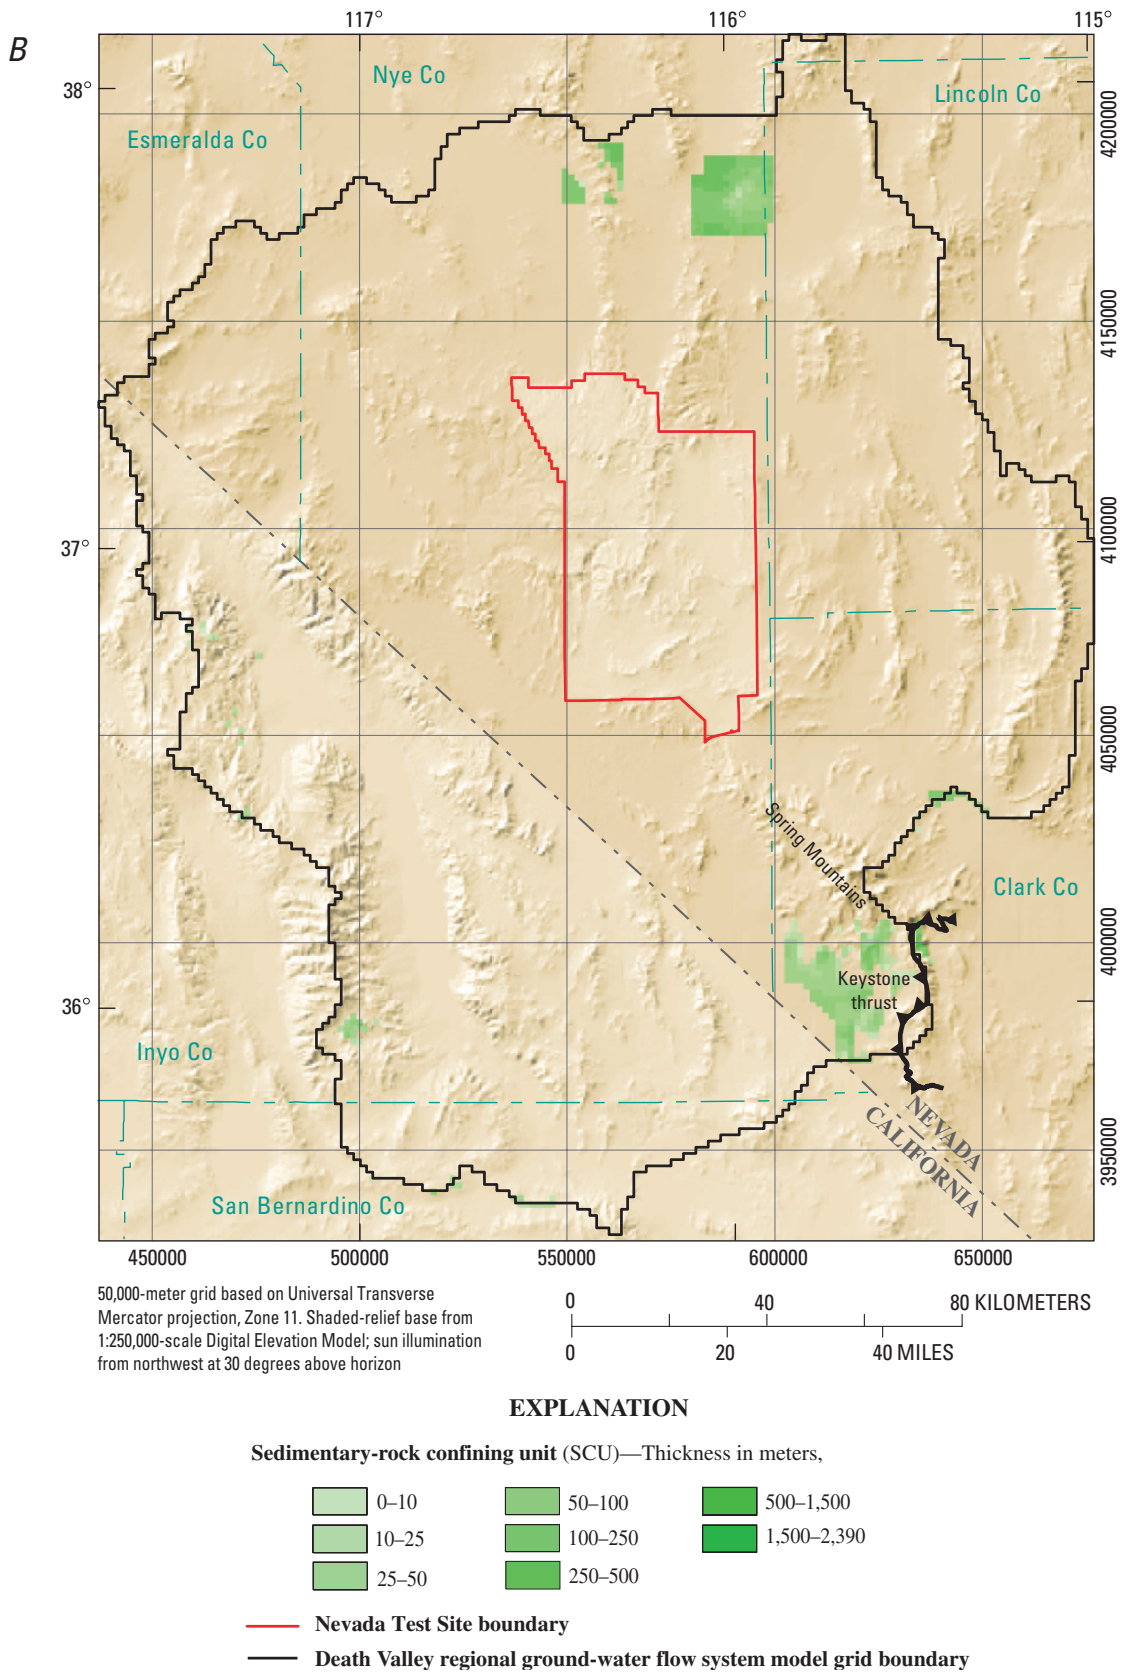 B
117°
116°
115°
38°
37°
36°
Nye Co
Lincoln Co
Esmeralda Co
4200000
4150000
4100000
4050000
4000000
3950000
Spring Mountains
Clark Co
Keystone
thrust
Inyo Co
NEVADA
CALIFORNIA
San Bernardino Co
450000
500000
550000
600000
650000
50,000-meter grid based on Universal Transverse
Mercator projection, Zone 11. Shaded-relief base from
1:250,000-scale Digital Elevation Model; sun illumination
from northwest at 30 degrees above horizon
0 40 80 KILOMETERS
0 20 40 MILES
EXPLANATION
Sedimentary-rock confining unit (SCU)—Thickness in meters,
0–10
10–25
25–50
50–100
100–250
250–500
500–1,500
1,500–2,390
Nevada Test Site boundary
Death Valley regional ground-water flow system model grid boundary